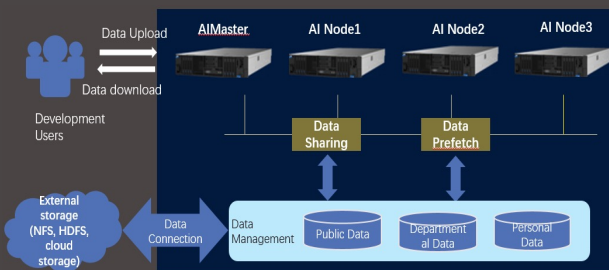 Data Upload
AIMaster
AI Node1
AI Node2
AI Node3
Data download
Development
Users
Data
Sharing
Data
Prefetch
External
storage
(NFS, HDFS,
cloud
storage)
Data
Connection
Data
Management
Public Data
Department
al Data
Personal
Data